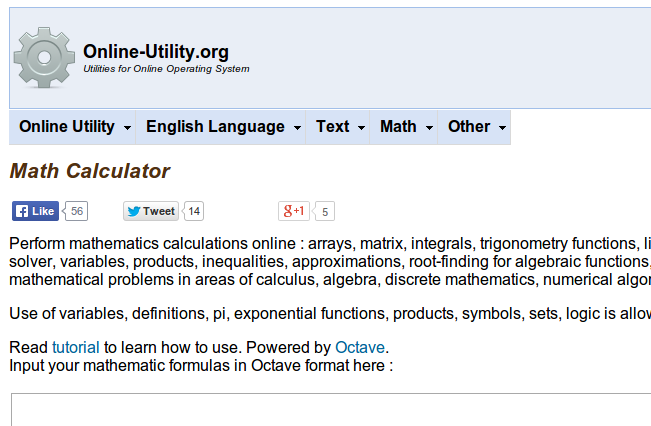 Online-Utility.org
Utilities for Online Operating System
Online Utility English Language Text Math Other
Math Calculator
Like 56 Tweet 14 g+1 5
Perform mathematics calculations online : arrays, matrix, integrals, trigonometry functions, li
solver, variables, products, inequalities, approximations, root-finding for algebraic functions,
mathematical problems in areas of calculus, algebra, discrete mathematics, numerical algor
Use of variables, definitions, pi, exponential functions, products, symbols, sets, logic is allow
Read tutorial to learn how to use. Powered by Octave.
Input your mathematic formulas in Octave format here :